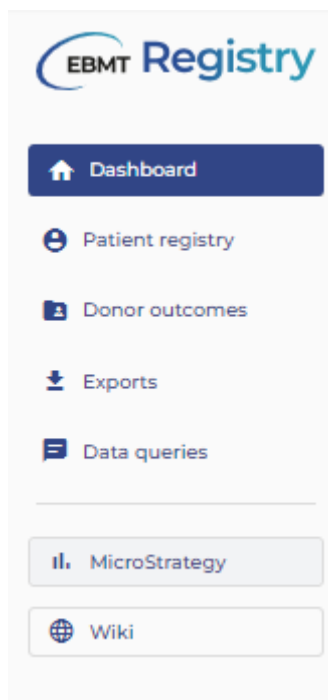 EBMT Registry
Dashboard
Patient registry
Donor outcomes
Exports
Data queries
MicroStrategy
Wiki